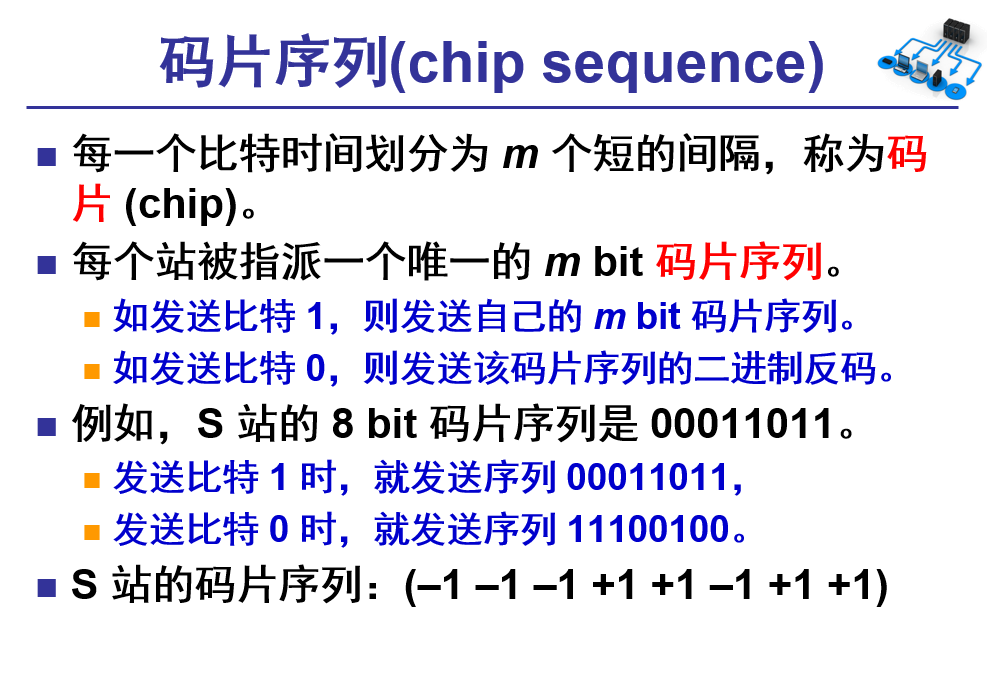 码片序列(chip sequence)
每一个比特时间划分为 m 个短的间隔，称为码
片 (chip)。
每个站被指派一个唯一的 m bit 码片序列。
如发送比特 1，则发送自己的 m bit 码片序列。
如发送比特 0，则发送该码片序列的二进制反码。
例如，S 站的 8 bit 码片序列是 00011011。
发送比特 1 时，就发送序列 00011011，
发送比特 0 时，就发送序列 11100100。
S 站的码片序列：(–1 –1 –1 +1 +1 –1 +1 +1)